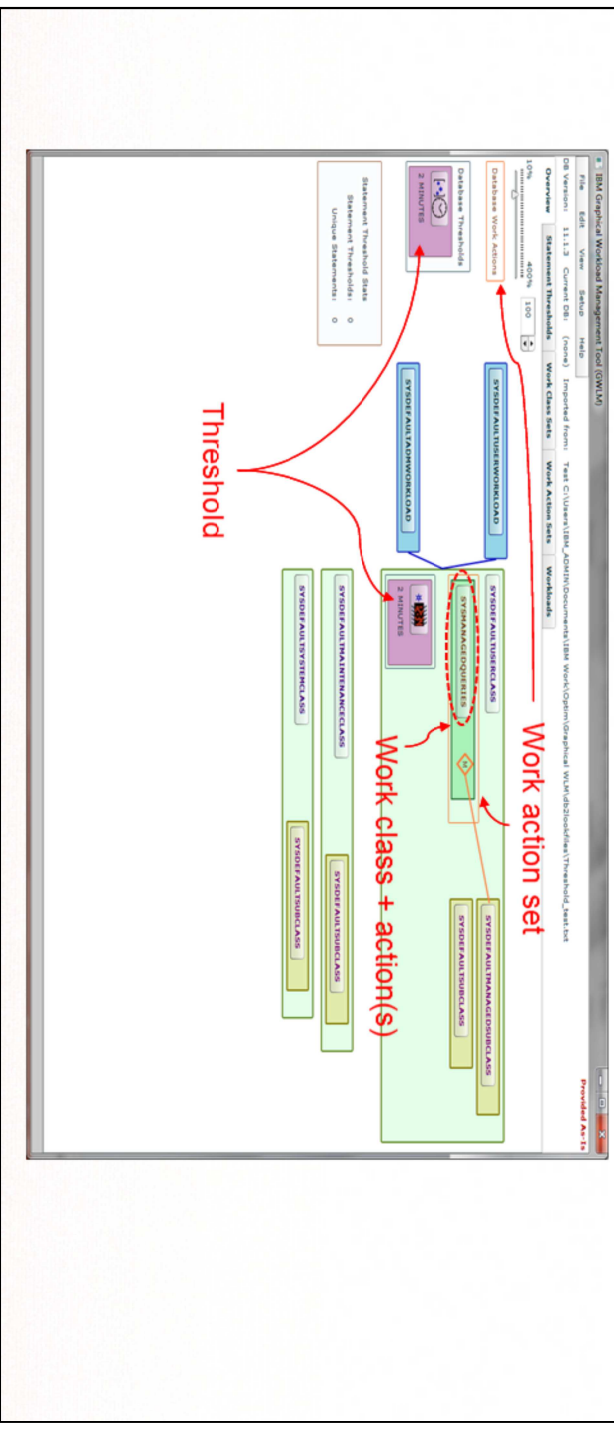 IBM Graphical Workload Management Tool (GWLM)
File Edit View Setup Help
DB Version: 11.1.3 Current DB: (none) Imported from: Test C:\Users\IBM_ADMIN\Documents\IBM Work\Optim\Graphical WLM\db2lookfiles\Threshold_test.txt
Provided As-Is
Overview Statement Thresholds Work Class Sets Work Action Sets Workloads
10% 400% 100
Work action set
Database Work Actions
SYSDEFAULTUSERWORKLOAD
SYSDEFAULTUSERCLASS
SYSDEFAULTMANAGEDSUBCLASS
Database Thresholds
SYSMANAGEDQUERIES
M
SYSDEFAULTSUBCLASS
2 MINUTES
SYSDEFAULTADMWORKLOAD
2 MINUTES
Work class + action(s)
Statement Threshold Stats
Statement Thresholds: 0
Unique Statements: 0
SYSDEFAULTMAINTENANCECLASS
SYSDEFAULTSUBCLASS
SYSDEFAULTSYSTEMCLASS
SYSDEFAULTSUBCLASS
Threshold